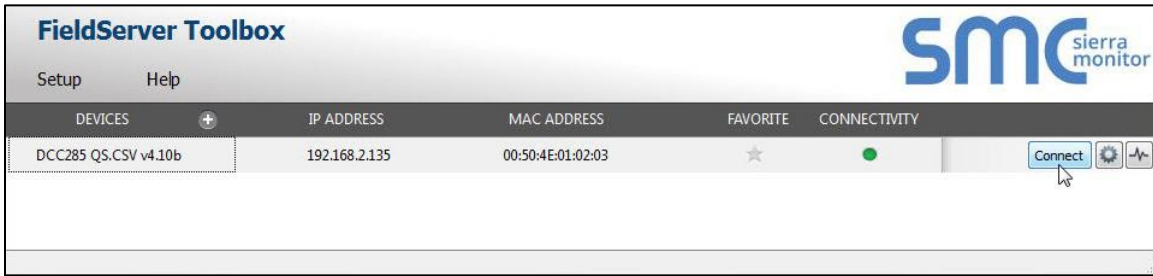 FieldServer Toolbox
SMC sierra monitor
Setup Help
DEVICES IP ADDRESS MAC ADDRESS FAVORITE CONNECTIVITY
DCC285 QS.CSV v4.10b 192.168.2.135 00:50:4E:01:02:03 Connect